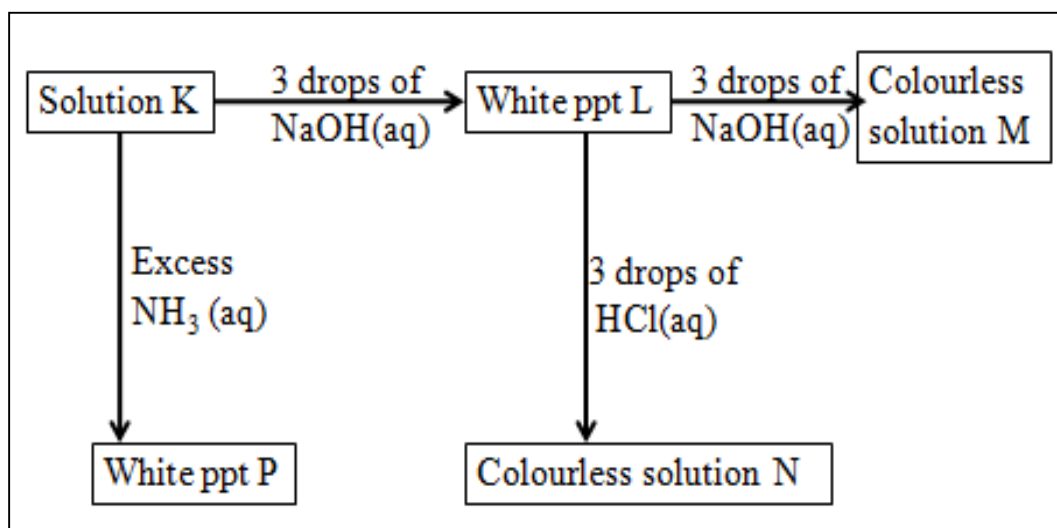 Solution K
3 drops of
NaOH(aq)
White ppt L
3 drops of
NaOH(aq)
Colourless
solution M
Excess
NH₃ (aq)
3 drops of
HCl(aq)
White ppt P
Colourless solution N